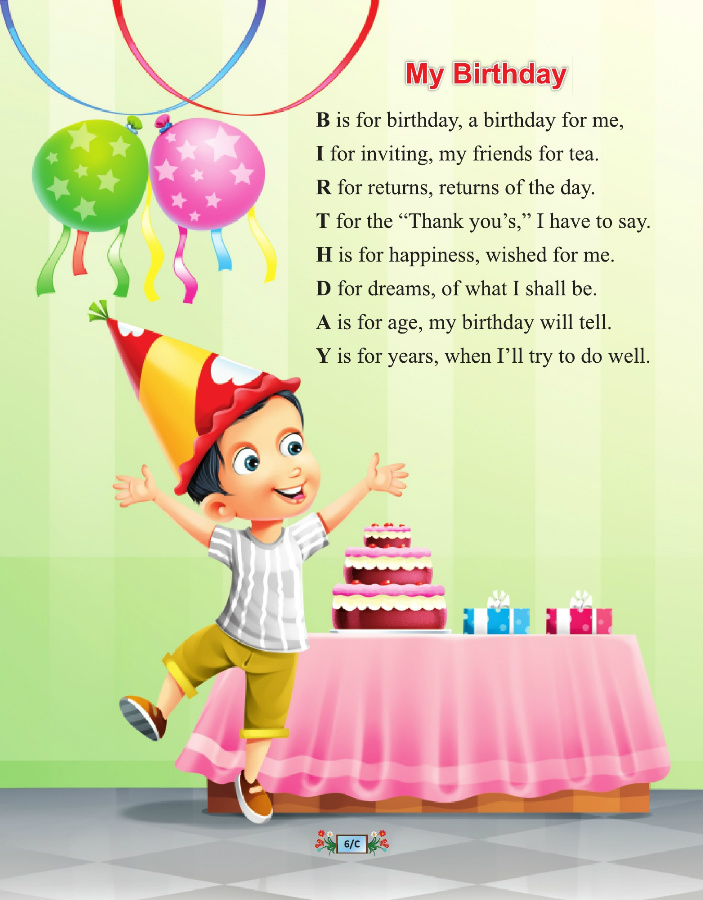 My Birthday
B is for birthday, a birthday for me,
I for inviting, my friends for tea.
R for returns, returns of the day.
T for the “Thank you’s,” I have to say.
H is for happiness, wished for me.
D for dreams, of what I shall be.
A is for age, my birthday will tell.
Y is for years, when I’ll try to do well.
6/C